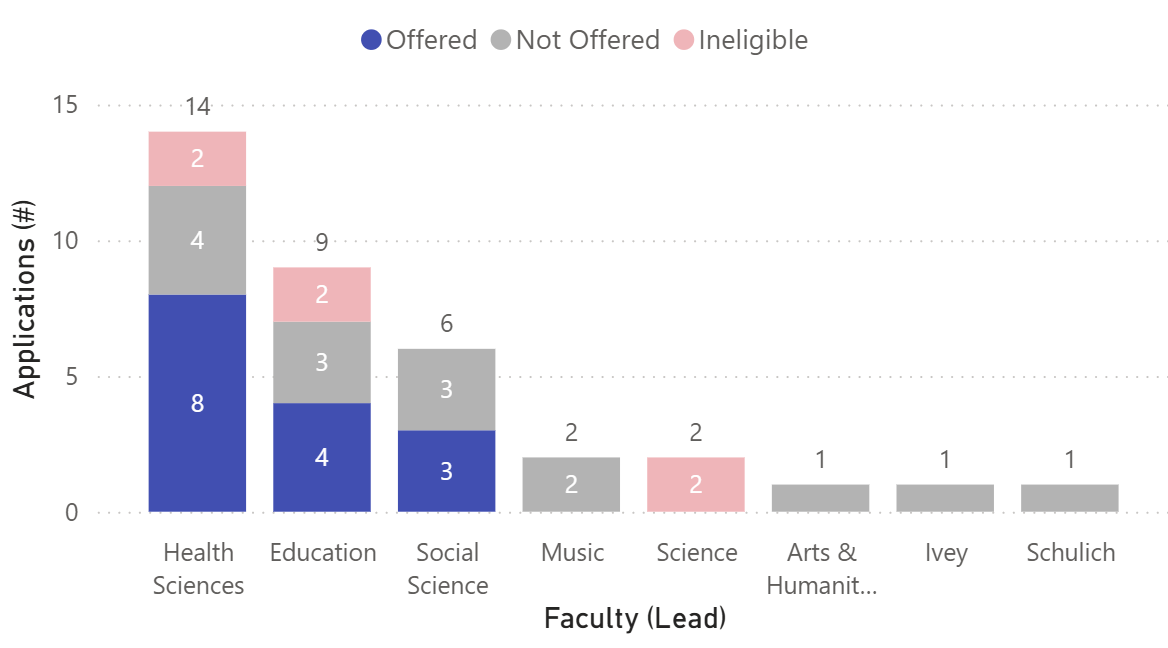 Offered Not Offered Ineligible
15
10
5
0
Applications (#)
14
2
4
8
9
2
3
4
6
3
3
2
2
2
2
1
1
1
Health
Sciences
Education
Social
Science
Music
Science
Arts &
Humanit...
Ivey
Schulich
Faculty (Lead)